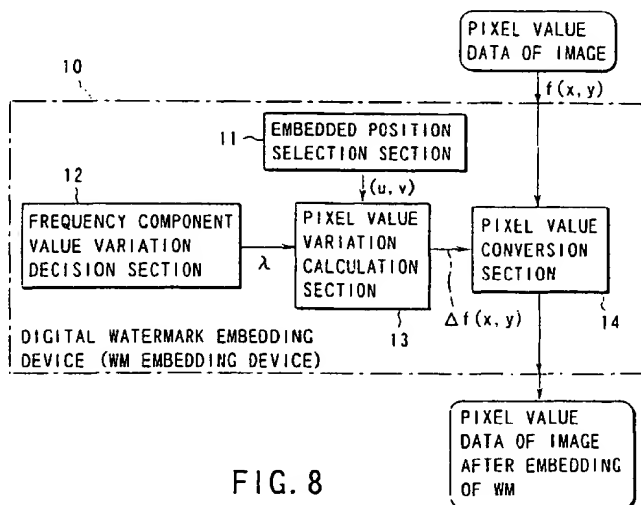 PIXEL VALUE
DATA OF IMAGE
10
f(x, y)
11
EMBEDDED POSITION
SELECTION SECTION
12
(u, v)
FREQUENCY COMPONENT
VALUE VARIATION
DECISION SECTION
λ
PIXEL VALUE
VARIATION
CALCULATION
SECTION
PIXEL VALUE
CONVERSION
SECTION
13
Δf(x, y)
14
DIGITAL WATERMARK EMBEDDING
DEVICE (WM EMBEDDING DEVICE)
PIXEL VALUE
DATA OF IMAGE
AFTER EMBEDDING
OF WM
FIG. 8